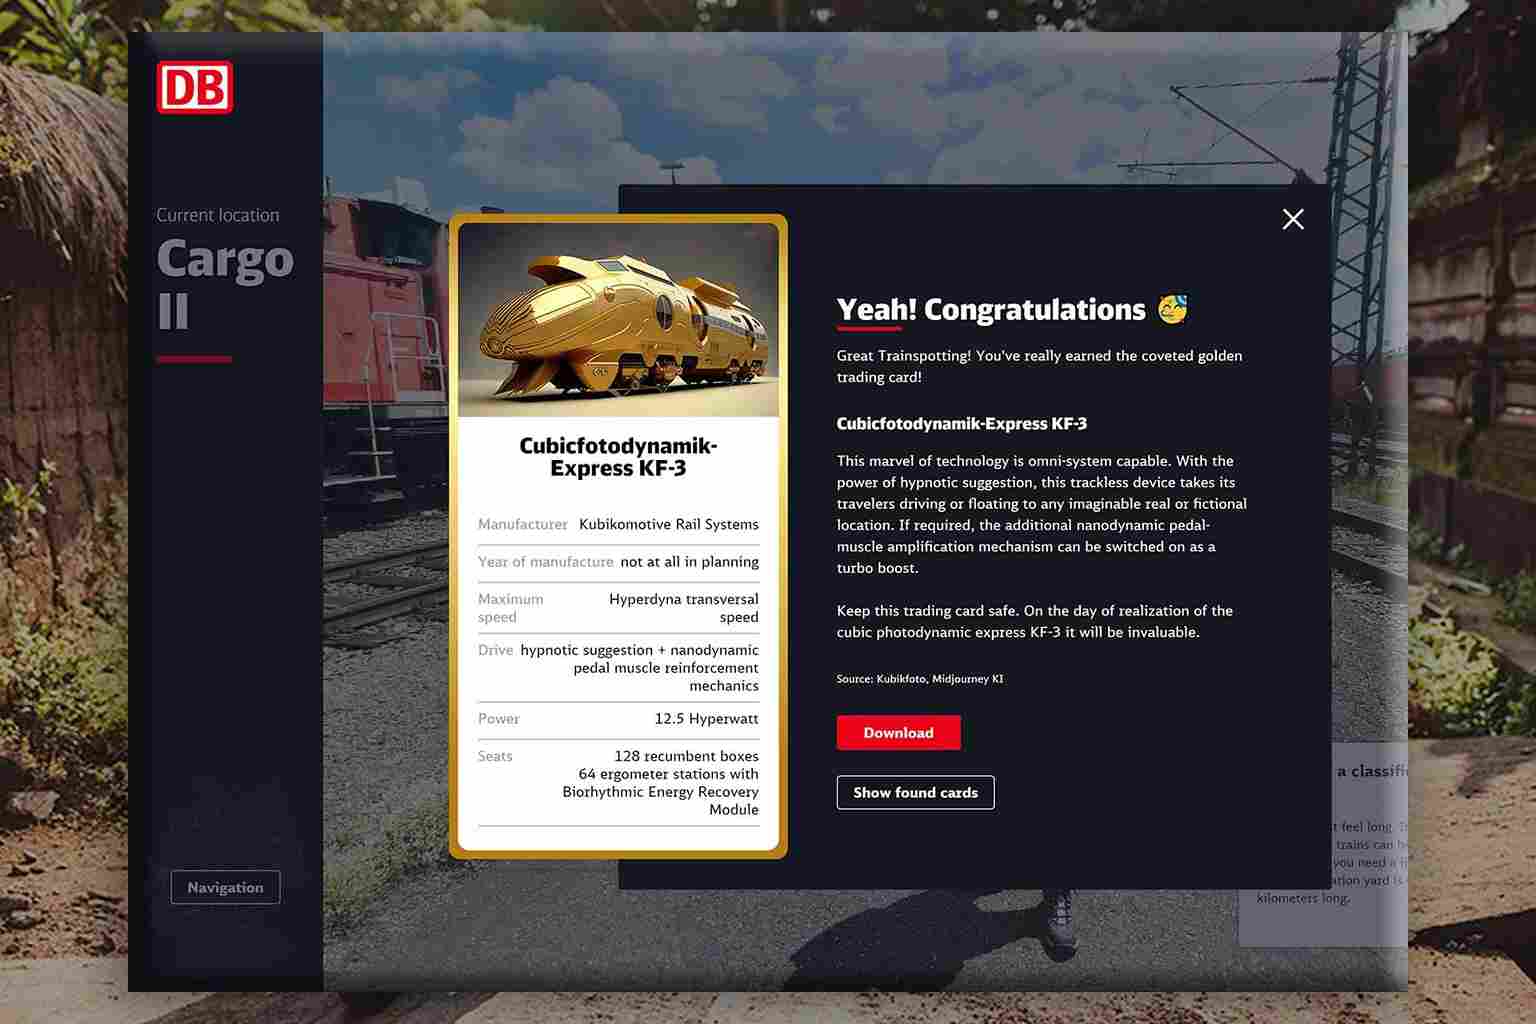 DB
Current location
Cargo
II
Navigation
Cubicfotodynamik-
Express KF-3
Manufacturer Kubikomotive Rail Systems
Year of manufacture not at all in planning
Maximum speed Hyperdyna transversal speed
Drive hypnotic suggestion + nanodynamic
pedal muscle reinforcement
mechanics
Power 12.5 Hyperwatt
Seats 128 recumbent boxes
64 ergometer stations with
Biorhythmic Energy Recovery
Module
Yeah! Congratulations
Great Trainspotting! You've really earned the coveted golden
trading card!
Cubicfotodynamik-Express KF-3
This marvel of technology is omni-system capable. With the
power of hypnotic suggestion, this trackless device takes its
travelers driving or floating to any imaginable real or fictional
location. If required, the additional nanodynamic pedal-
muscle amplification mechanism can be switched on as a
turbo boost.
Keep this trading card safe. On the day of realization of the
cubic photodynamic express KF-3 it will be invaluable.
Source: Kubikfoto, Midjourney KI
Download
Show found cards
a classifi
t feel long.
trains can
you need a
ation yard is
kilometers long.